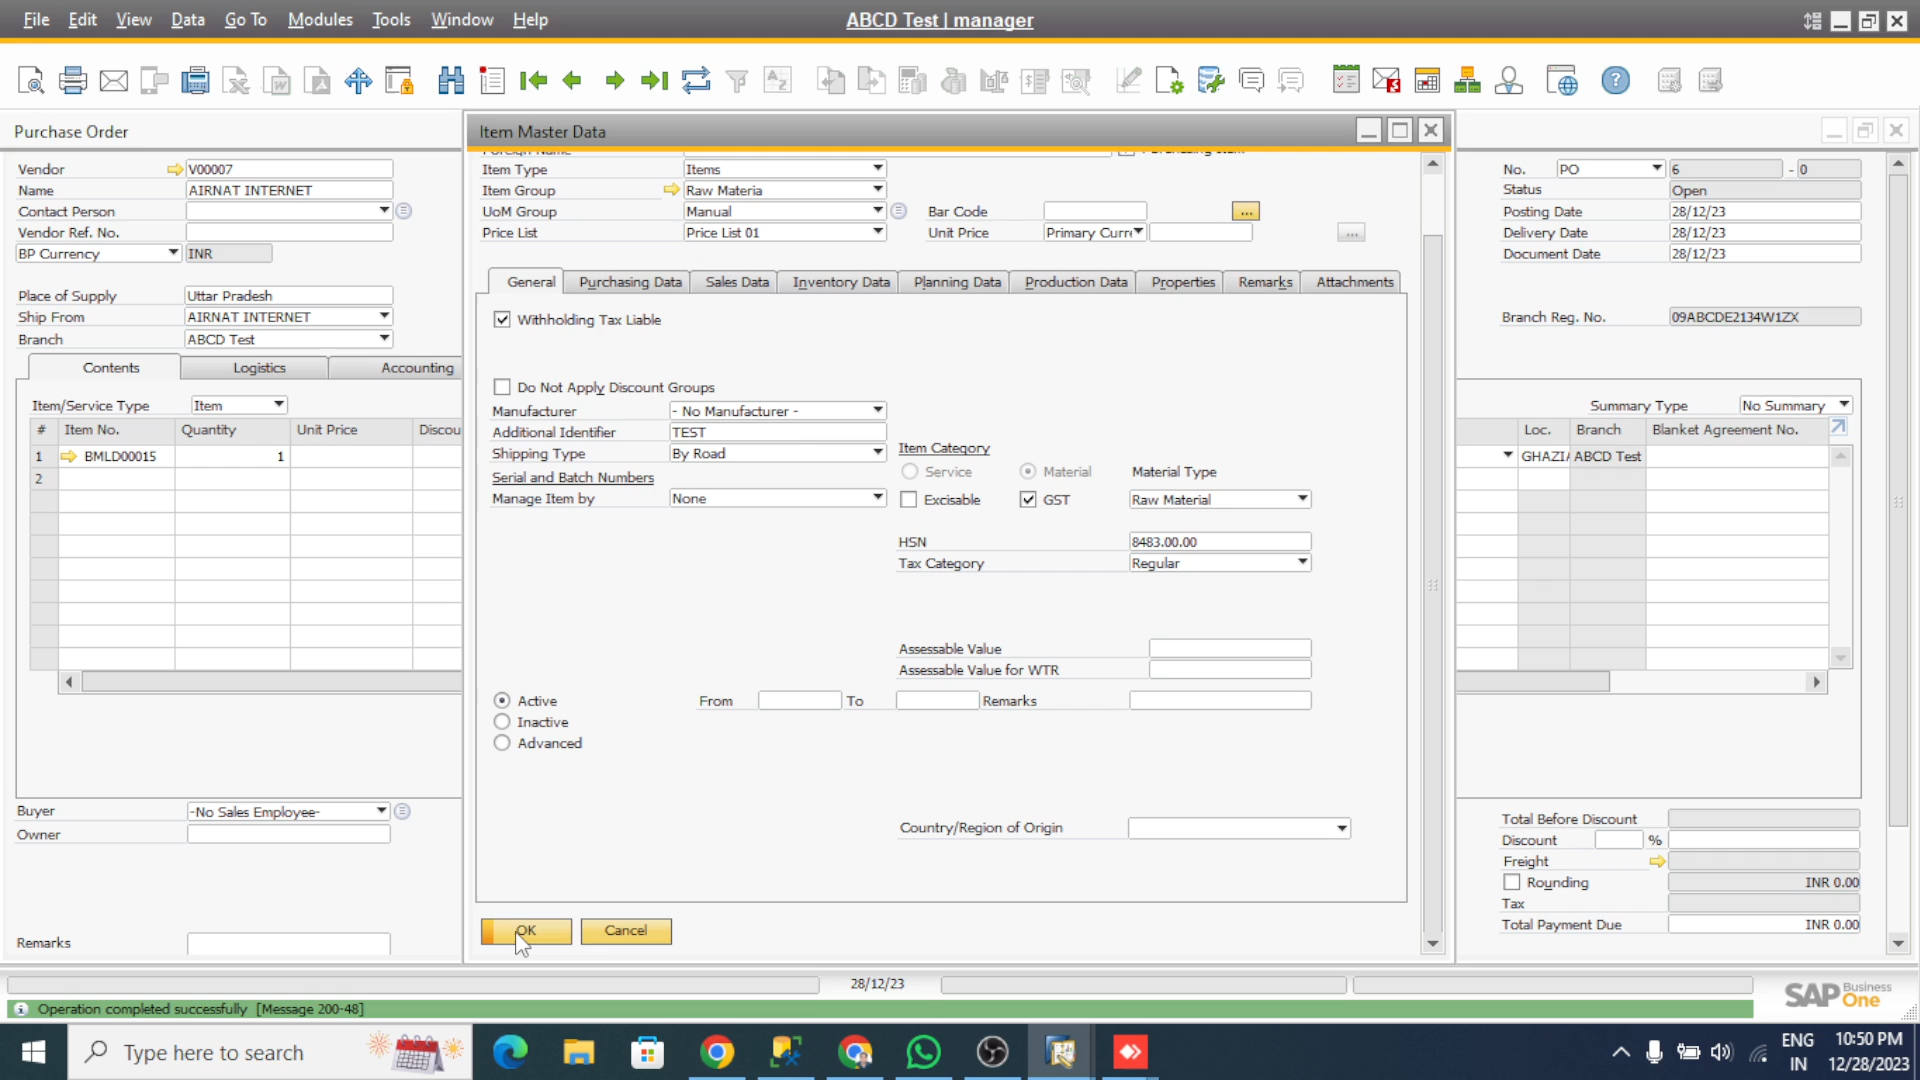 File Edit View Data Go To Modules Tools Window Help
ABCD Test | manager
Purchase Order
Item Master Data
Vendor V00007
Name AIRNAT INTERNET
Contact Person
Vendor Ref. No.
BP Currency INR
Place of Supply Uttar Pradesh
Ship From AIRNAT INTERNET
Branch ABCD Test
Contents Logistics Accounting
Item/Service Type Item
# Item No. Quantity Unit Price Discou
1 BMLD00015 1
2
Buyer -No Sales Employee-
Owner
Remarks
Item Type Items
Item Group Raw Materia
UoM Group Manual Bar Code ...
Price List Price List 01 Unit Price Primary Curre ...
General Purchasing Data Sales Data Inventory Data Planning Data Production Data Properties Remarks Attachments
Withholding Tax Liable
Do Not Apply Discount Groups
Manufacturer - No Manufacturer -
Additional Identifier TEST
Shipping Type By Road
Serial and Batch Numbers
Manage Item by None
Item Category
Service Material Material Type
Excisable GST Raw Material
HSN 8483.00.00
Tax Category Regular
Assessable Value
Assessable Value for WTR
Active From To Remarks
Inactive
Advanced
Country/Region of Origin
OK Cancel
No. PO 6 - 0
Status Open
Posting Date 28/12/23
Delivery Date 28/12/23
Document Date 28/12/23
Branch Reg. No. 09ABCDE2134W1ZX
Summary Type No Summary
Loc. Branch Blanket Agreement No.
GHAZIA ABCD Test
Total Before Discount
Discount %
Freight
Rounding INR 0.00
Tax
Total Payment Due INR 0.00
28/12/23
Operation completed successfully [Message 200-48]
SAP Business One
Type here to search
ENG IN
10:50 PM
12/28/2023